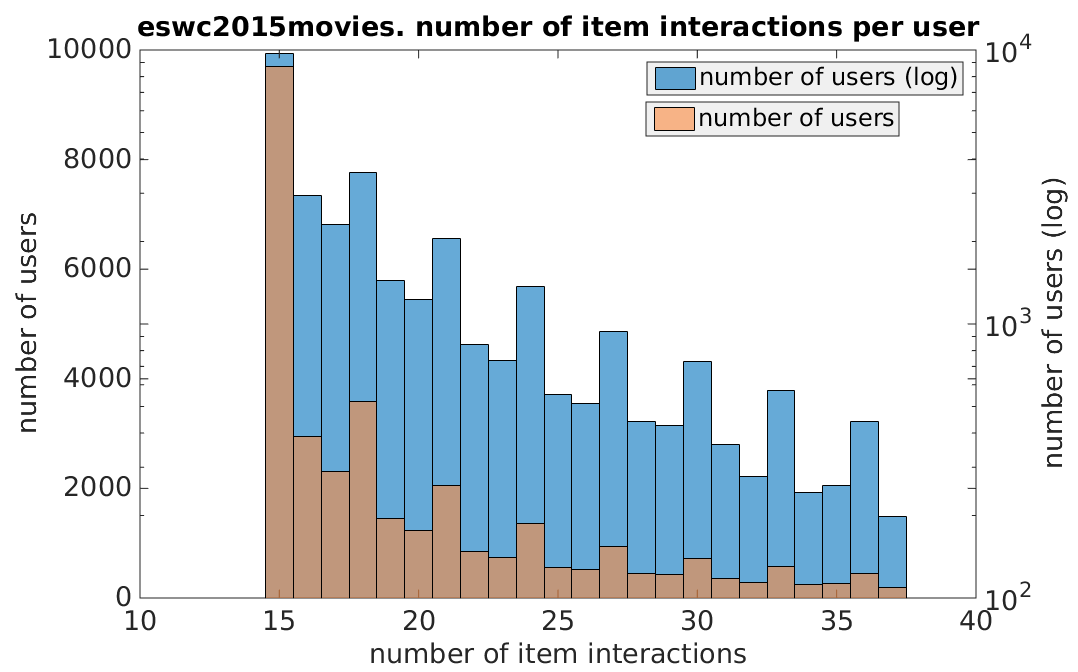 eswc2015movies. number of item interactions per user
number of users (log)
number of users
10000
8000
6000
4000
2000
0
number of users
10^4
10^3
10^2
number of users (log)
10 15 20 25 30 35 40
number of item interactions